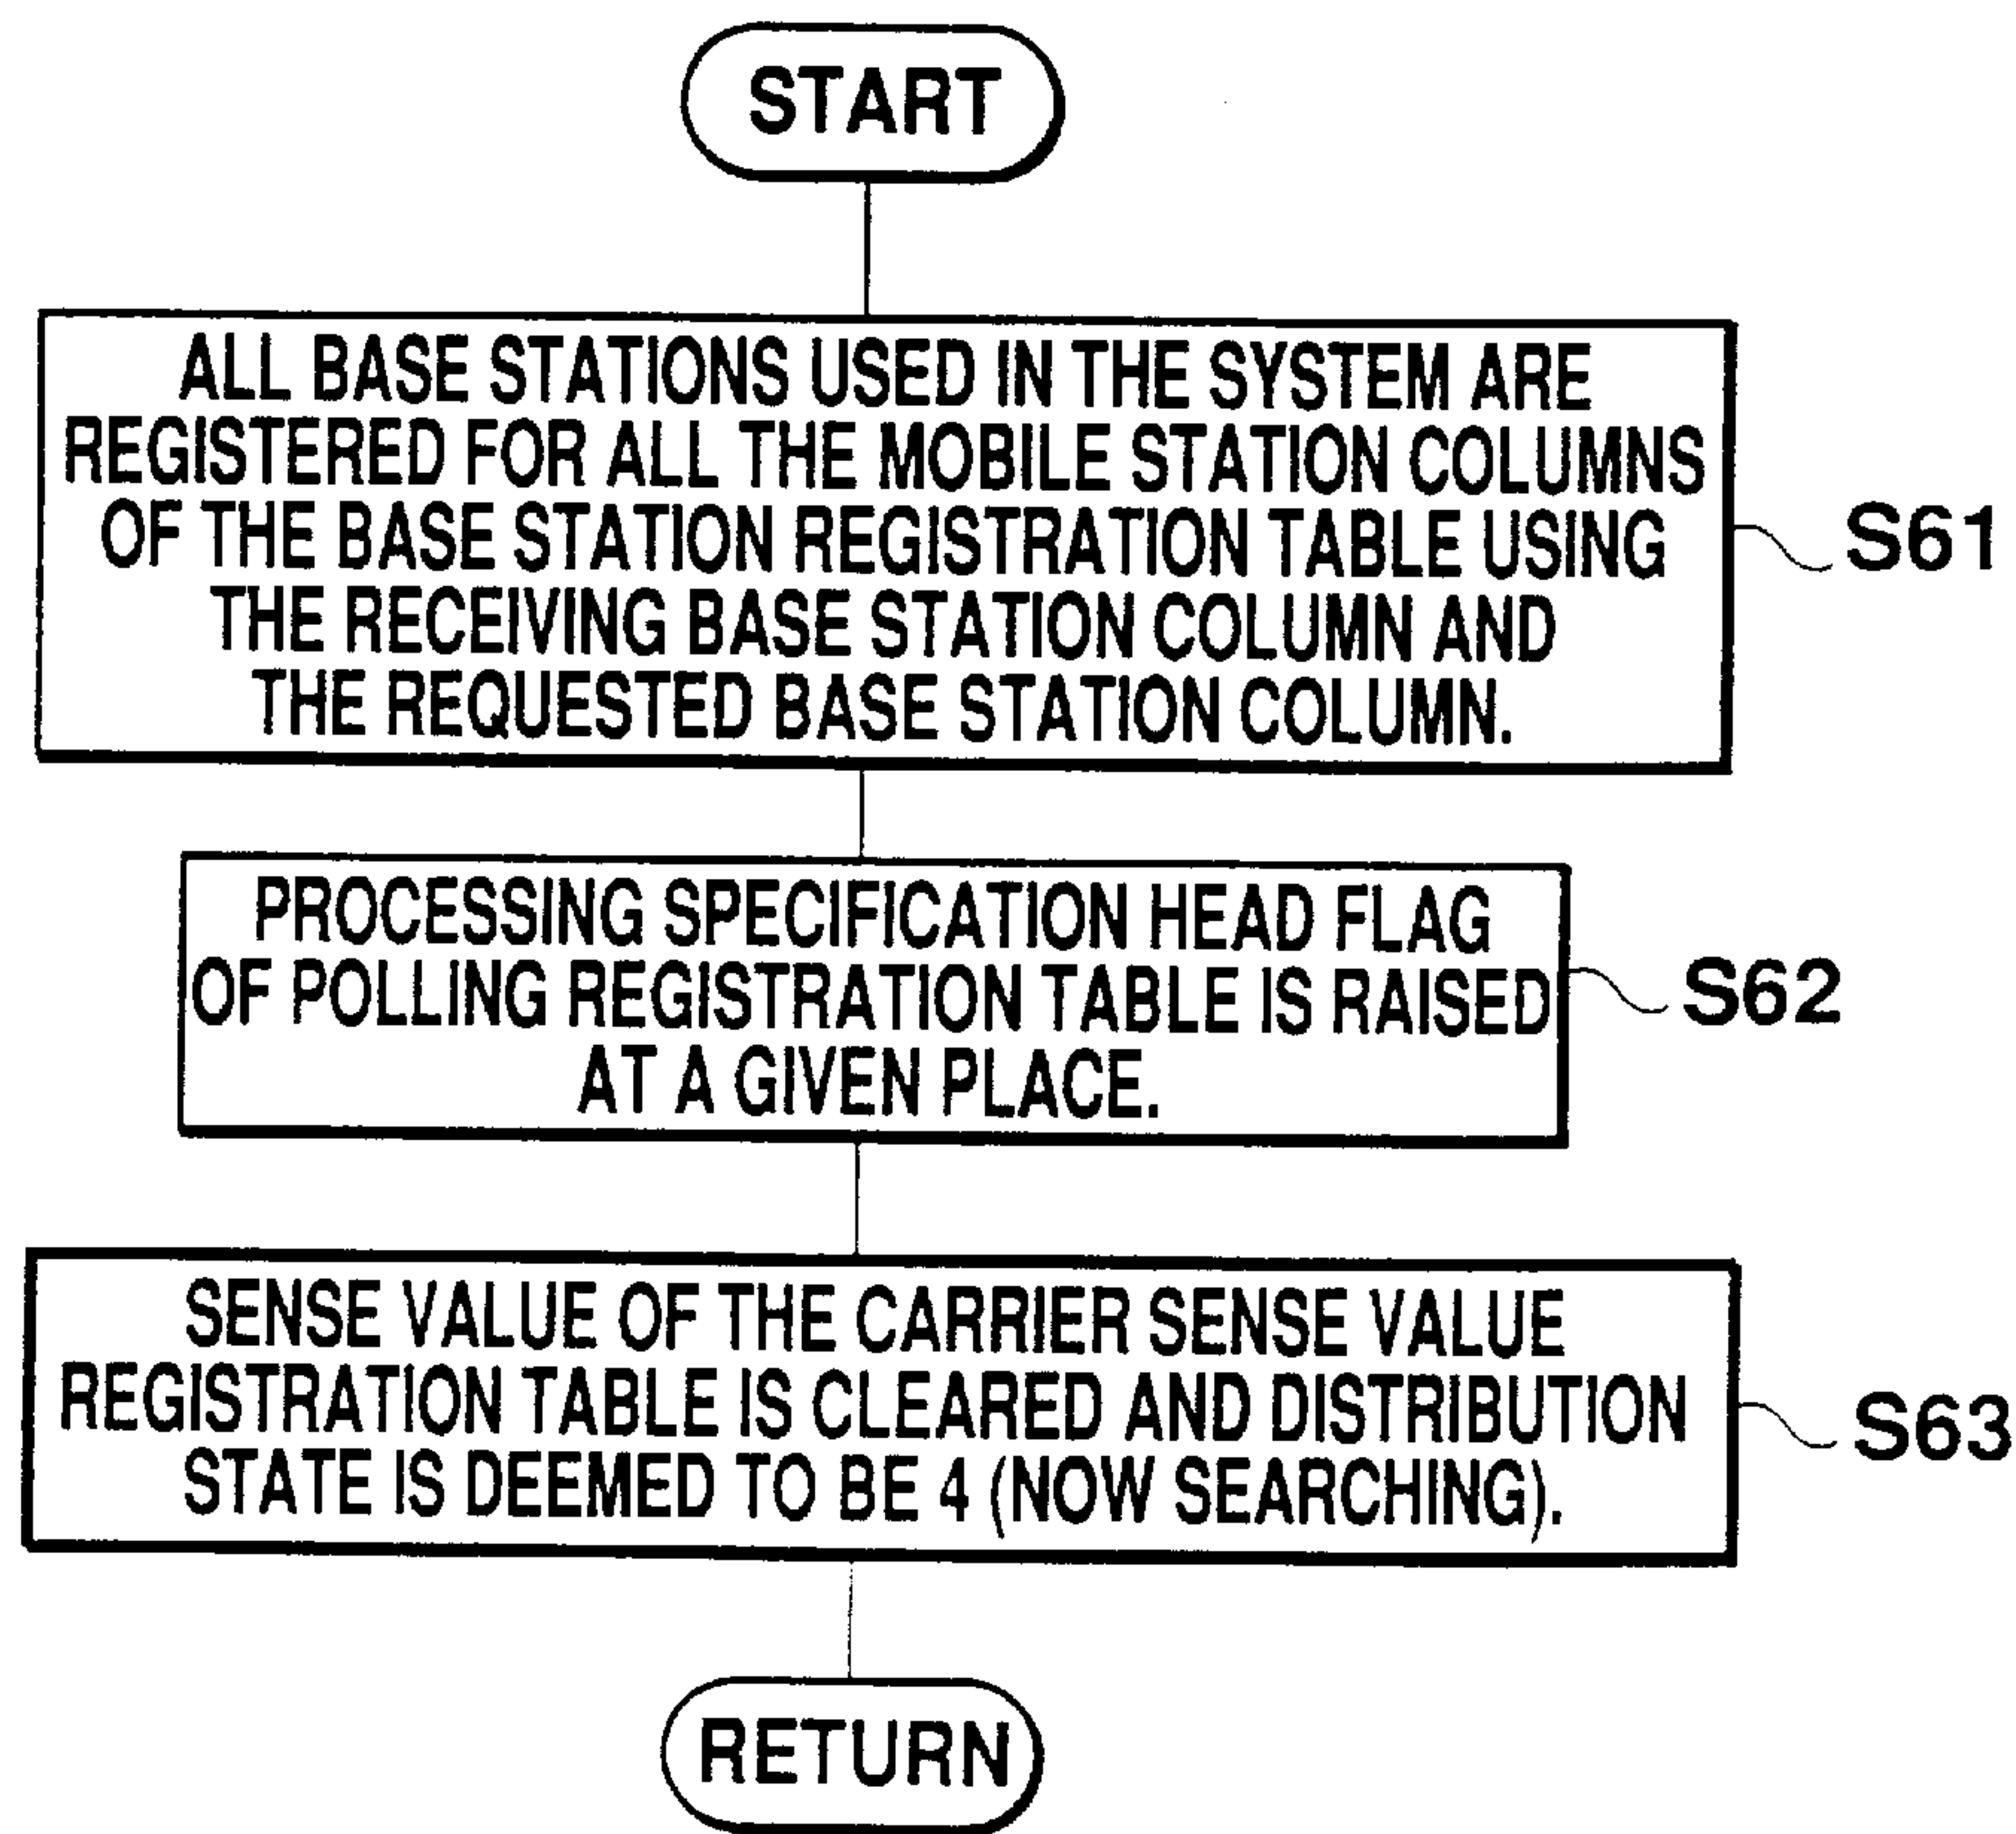 START
ALL BASE STATIONS USED IN THE SYSTEM ARE
REGISTERED FOR ALL THE MOBILE STATION COLUMNS
OF THE BASE STATION REGISTRATION TABLE USING
THE RECEIVING BASE STATION COLUMN AND
THE REQUESTED BASE STATION COLUMN.
S61
PROCESSING SPECIFICATION HEAD FLAG
OF POLLING REGISTRATION TABLE IS RAISED
AT A GIVEN PLACE.
S62
SENSE VALUE OF THE CARRIER SENSE VALUE
REGISTRATION TABLE IS CLEARED AND DISTRIBUTION
STATE IS DEEMED TO BE 4 (NOW SEARCHING).
S63
RETURN